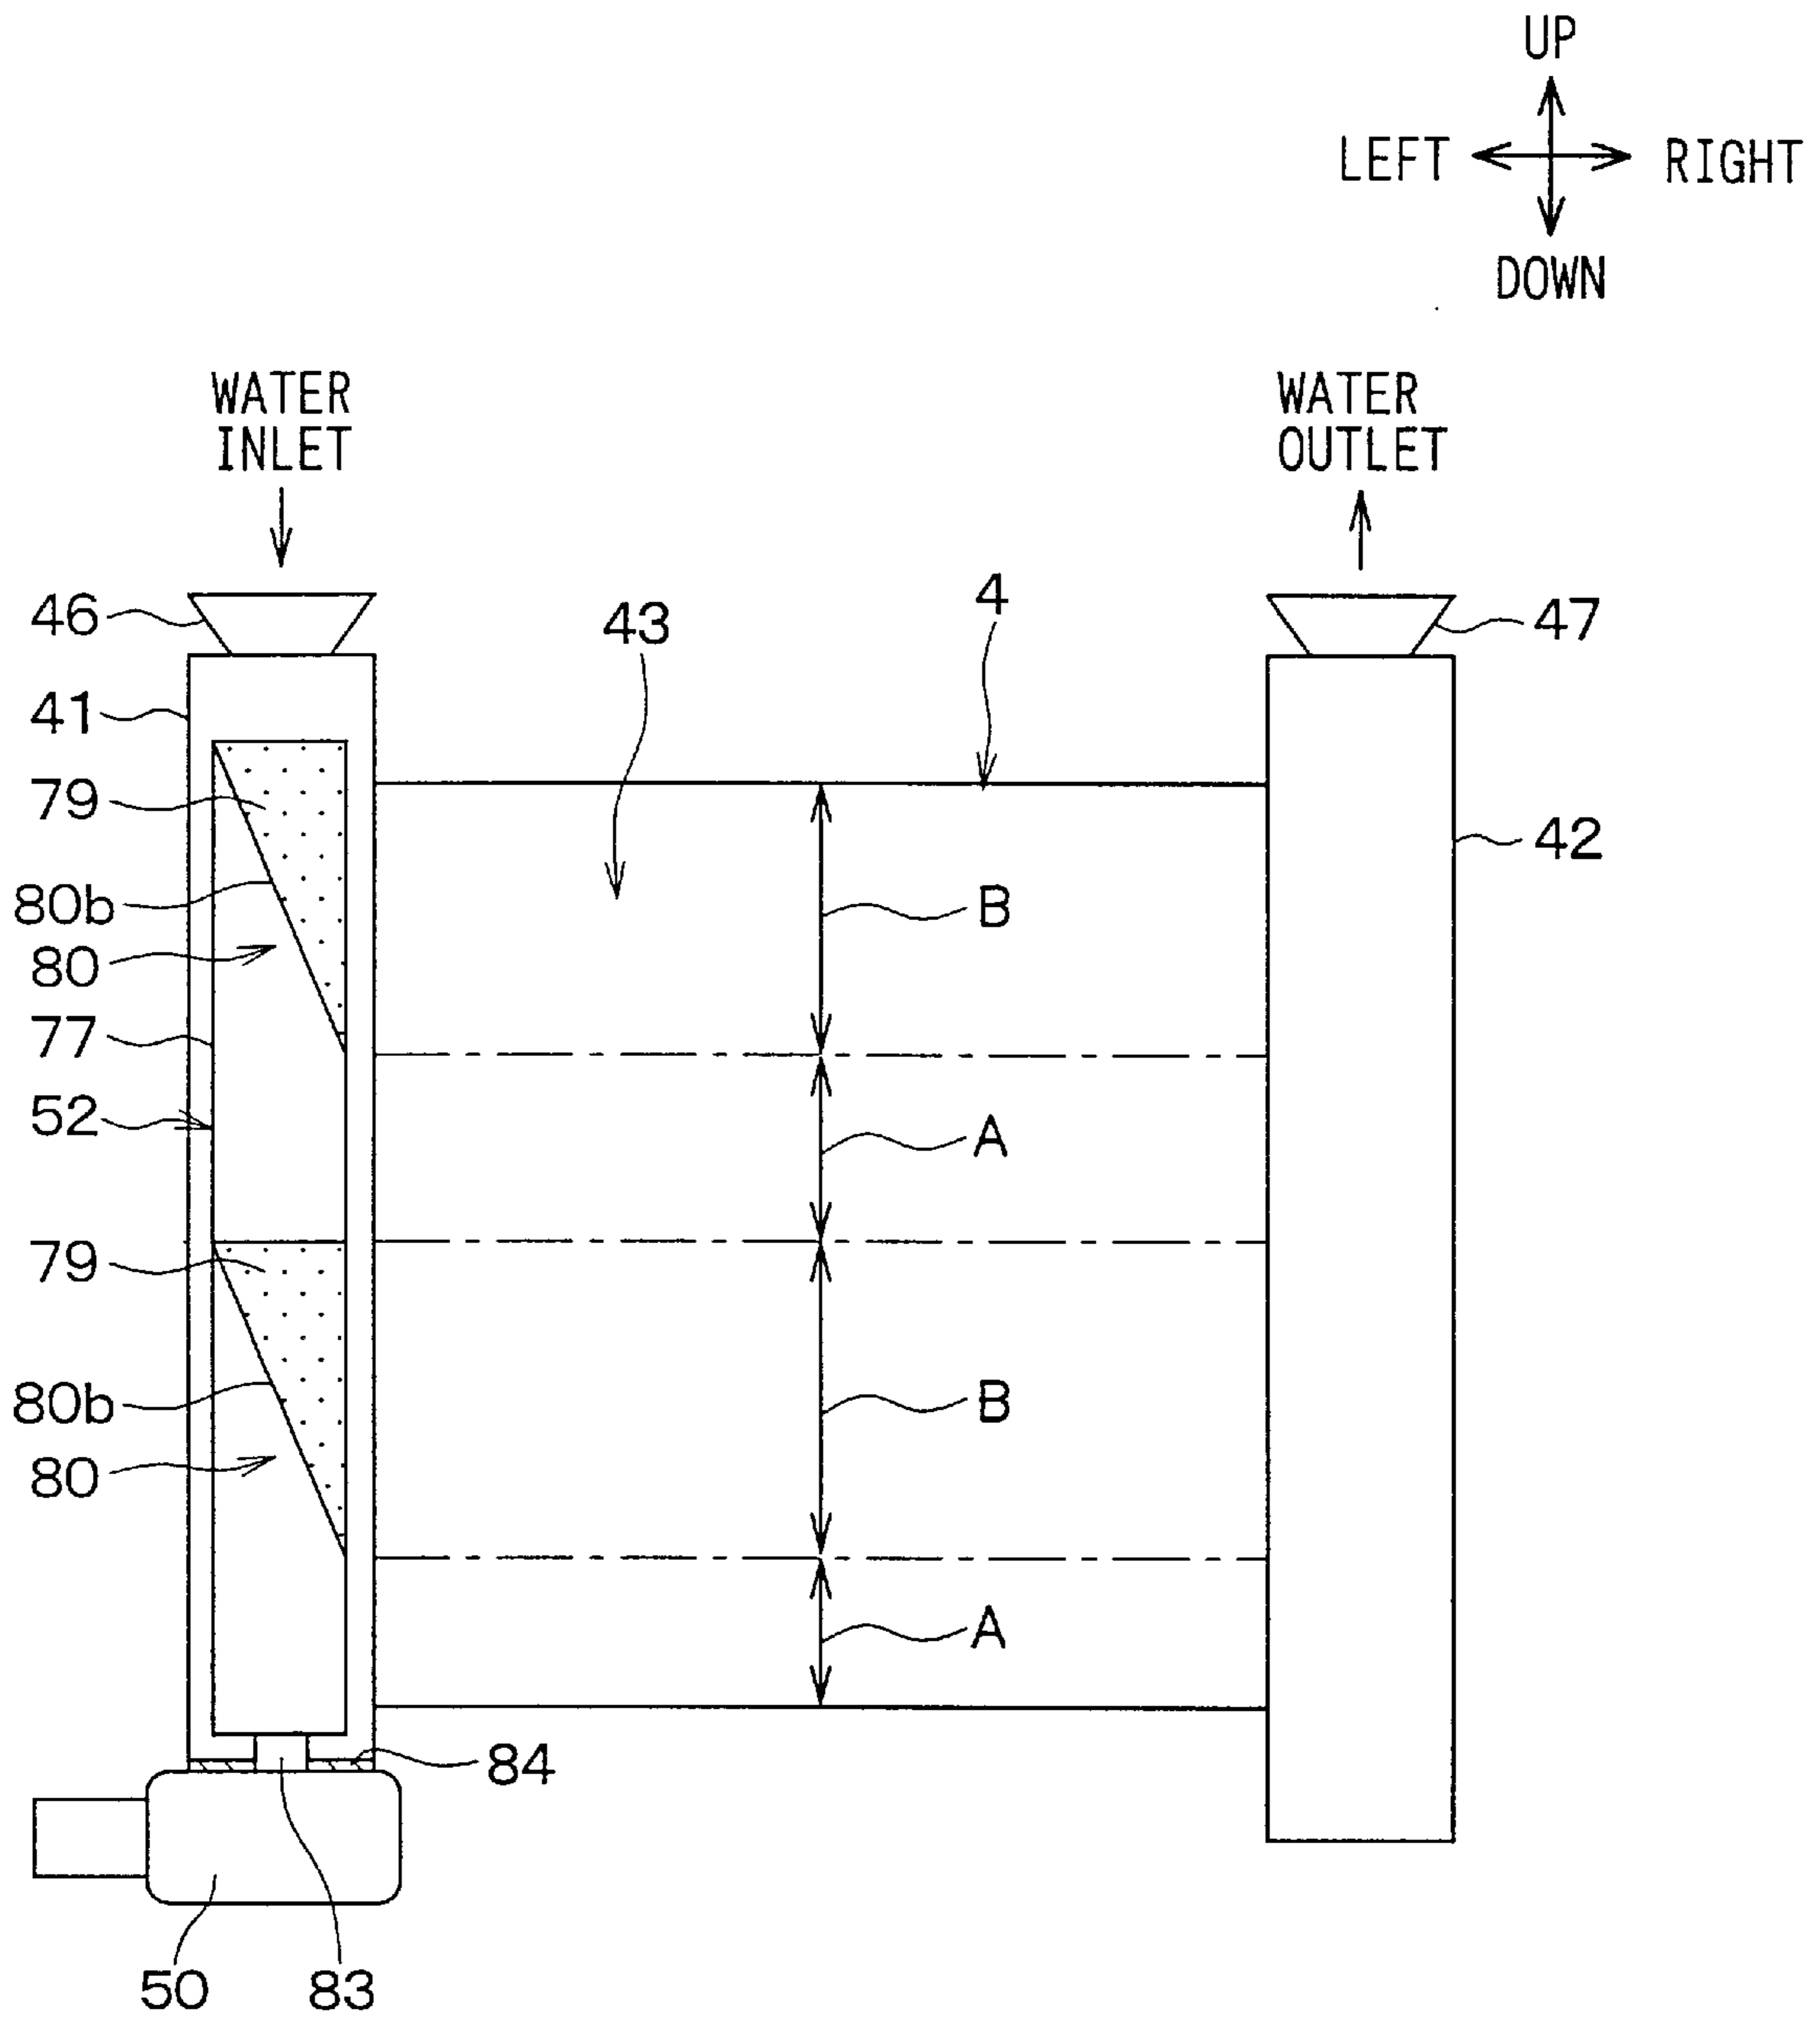 UP
LEFT
RIGHT
DOWN
WATER
INLET
WATER
OUTLET
46
43
4
47
41
79
42
80b
B
80
77
52
A
79
80b
B
80
A
84
50
83